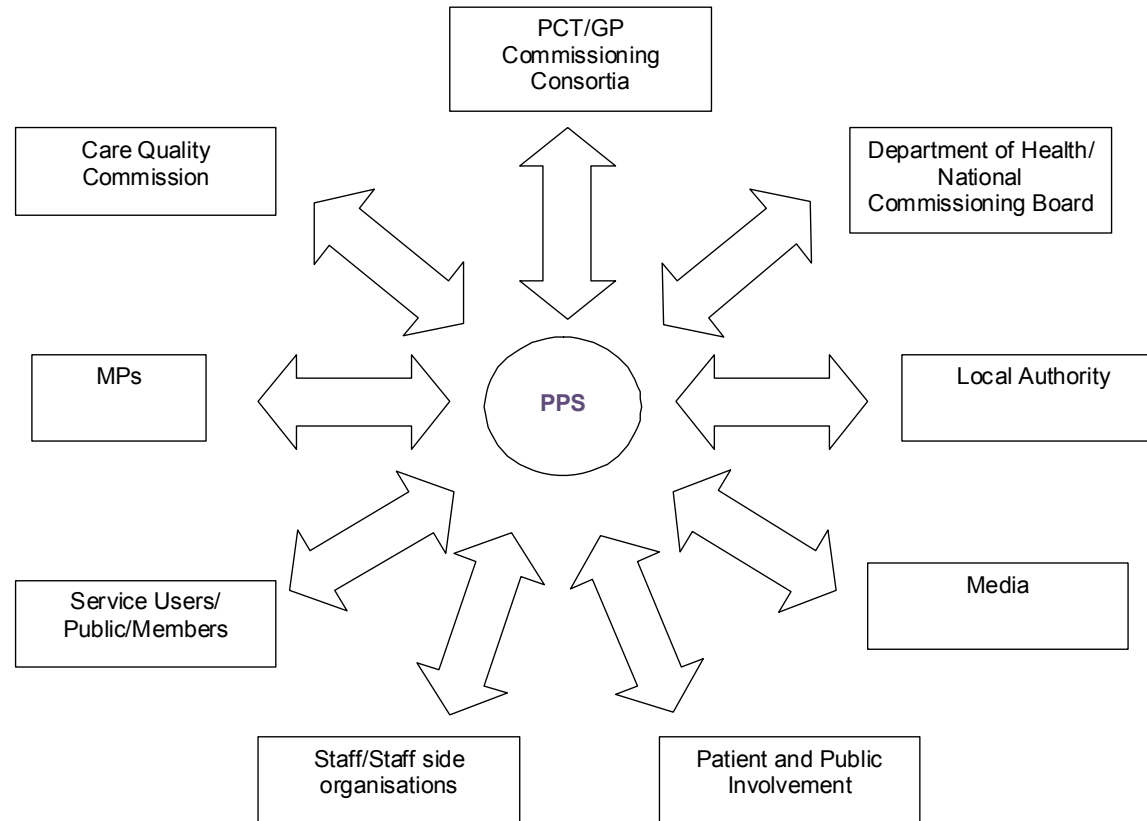 PCT/GP
Commissioning
Consortia
Care Quality
Commission
Department of Health/
National
Commissioning Board
MPs
PPS
Local Authority
Service Users/
Public/Members
Media
Staff/Staff side
organisations
Patient and Public
Involvement